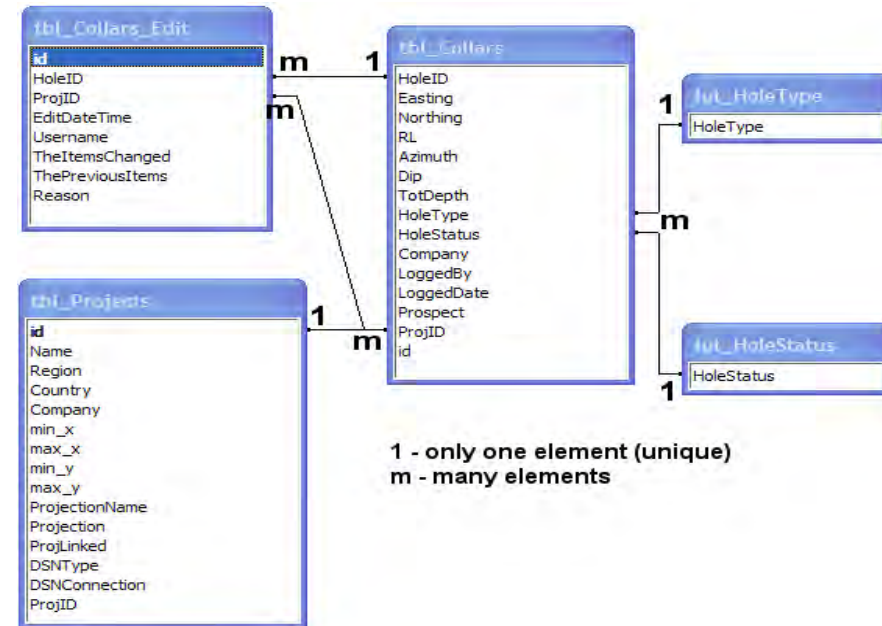 tbl_Collars_Edit
id
HoleID
ProjID
EditDateTime
Username
TheItemsChanged
ThePreviousItems
Reason
m
m
1
tbl_Collars
HoleID
Easting
Northing
RL
Azimuth
Dip
TotDepth
HoleType
HoleStatus
Company
LoggedBy
LoggedDate
Prospect
ProjID
id
1
lut_HoleType
HoleType
m
lut_HoleStatus
HoleStatus
1
tbl_Projects
id
Name
Region
Country
Company
min_x
max_x
min_y
max_y
ProjectionName
Projection
ProjLinked
DSNType
DSNConnection
ProjID
1
m
1 - only one element (unique)
m - many elements